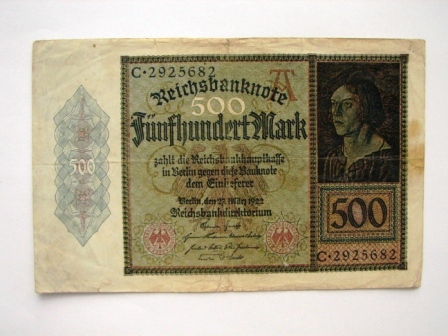 C·2925682
Reichsbanknote
500
Fünfhundert Mark
500
zahlt die Reichsbankhauptkasse
in Berlin gegen diese Banknote
dem Einlieferer
Berlin, den 27. März 1922
Reichsbankdirektorium
500
C·2925682